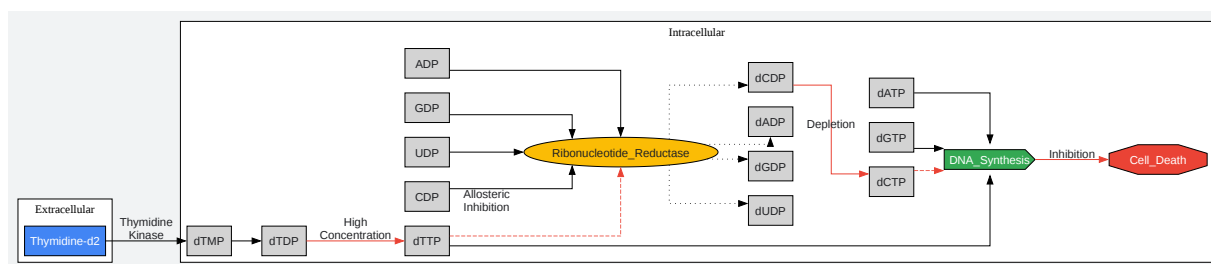 Intracellular
ADP
GDP
UDP
CDP
Allosteric
Inhibition
Ribonucleotide_Reductase
dCDP
dADP
dGDP
dUDP
Depletion
dATP
dGTP
dCTP
DNA_Synthesis
Inhibition
Cell_Death
Extracellular
Thymidine-d2
Thymidine
Kinase
dTMP
dTDP
High
Concentration
dTTP